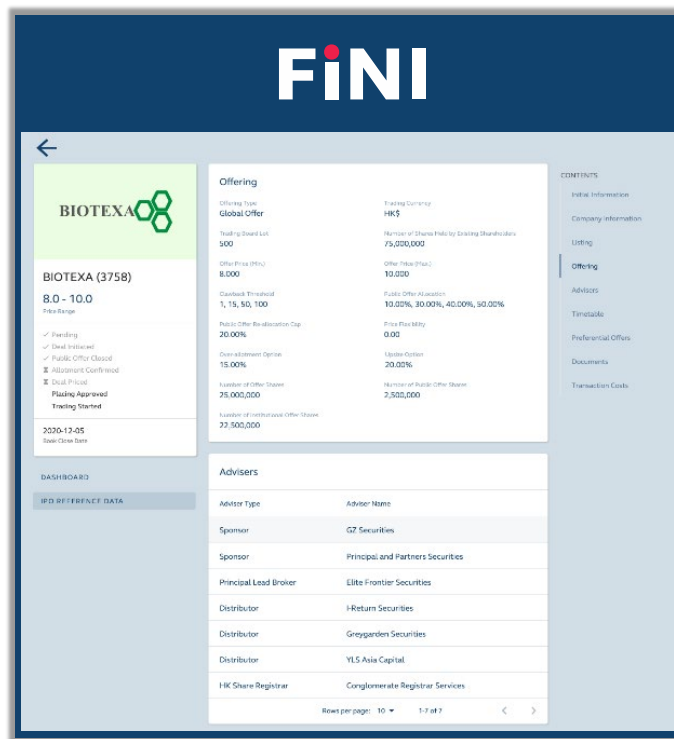 FiNI
BIOTEXA
BIOTEXA (3758)
8.0 - 10.0
Price Range
Pending
Deal Initiated
Public Offer Closed
Allotment Confirmed
Deal Priced
Placing Approved
Trading Started
2020-12-05
Book Close Date
DASHBOARD
IPO REFERENCE DATA
Offering
Offering Type Trading Currency
Global Offer HK$
Trading Board Lot Number of Shares Held by Existing Shareholders
500 75,000,000
Offer Price (Min.) Offer Price (Max.)
8.000 10.000
Clawback Threshold Public Offer Allocation
1, 15, 50, 100 10.00%, 30.00%, 40.00%, 50.00%
Public Offer Re-allocation Cap Price Flexibility
20.00% 0.00
Over-allotment Option Upsize Option
15.00% 20.00%
Number of Offer Shares Number of Public Offer Shares
25,000,000 2,500,000
Number of Institutional Offer Shares
22,500,000
Advisers
Adviser Type Adviser Name
Sponsor GZ Securities
Sponsor Principal and Partners Securities
Principal Lead Broker Elite Frontier Securities
Distributor I-Return Securities
Distributor Greygarden Securities
Distributor YLS Asia Capital
HK Share Registrar Conglomerate Registrar Services
Rows per page: 10 1-7 of 7
CONTENTS
Initial Information
Company Information
Listing
Offering
Advisers
Timetable
Preferential Offers
Documents
Transaction Costs